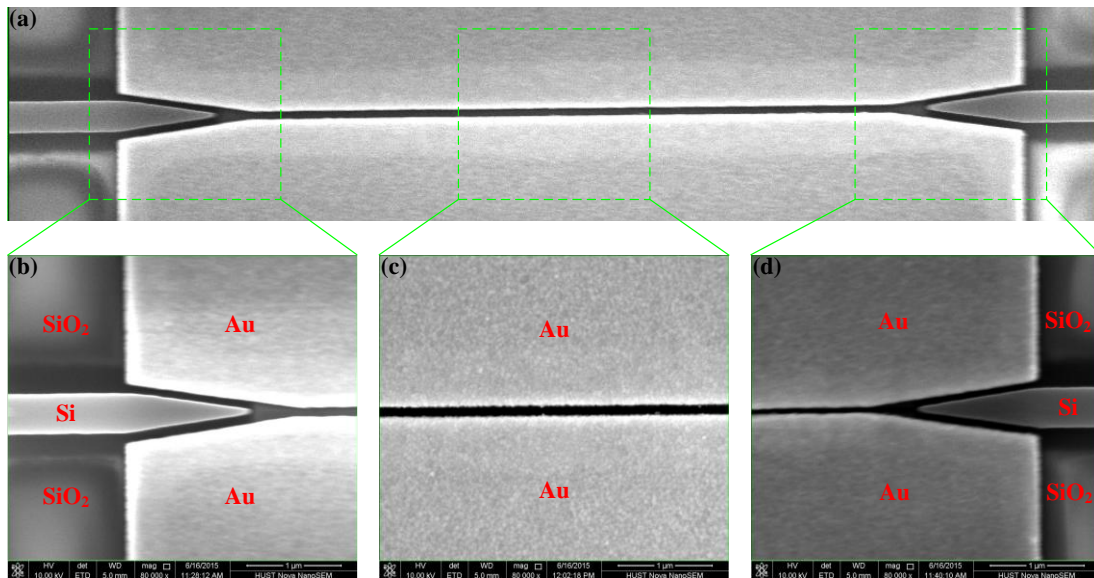 (a)
(b)
SiO2
Au
Si
SiO2
Au
HV det WD mag □ 6/16/2015 1 µm
10.00 kV ETD 5.0 mm 80 000 x 11:28:12 AM HUST Nova NanoSEM
(c)
Au
Au
HV det WD mag □ 6/16/2015 1 µm
10.00 kV ETD 5.0 mm 80 000 x 12:02:18 PM HUST Nova NanoSEM
(d)
Au
SiO2
Si
Au
SiO2
HV det WD mag □ 6/16/2015 1 µm
10.00 kV ETD 5.0 mm 80 000 x 11:40:10 AM HUST Nova NanoSEM